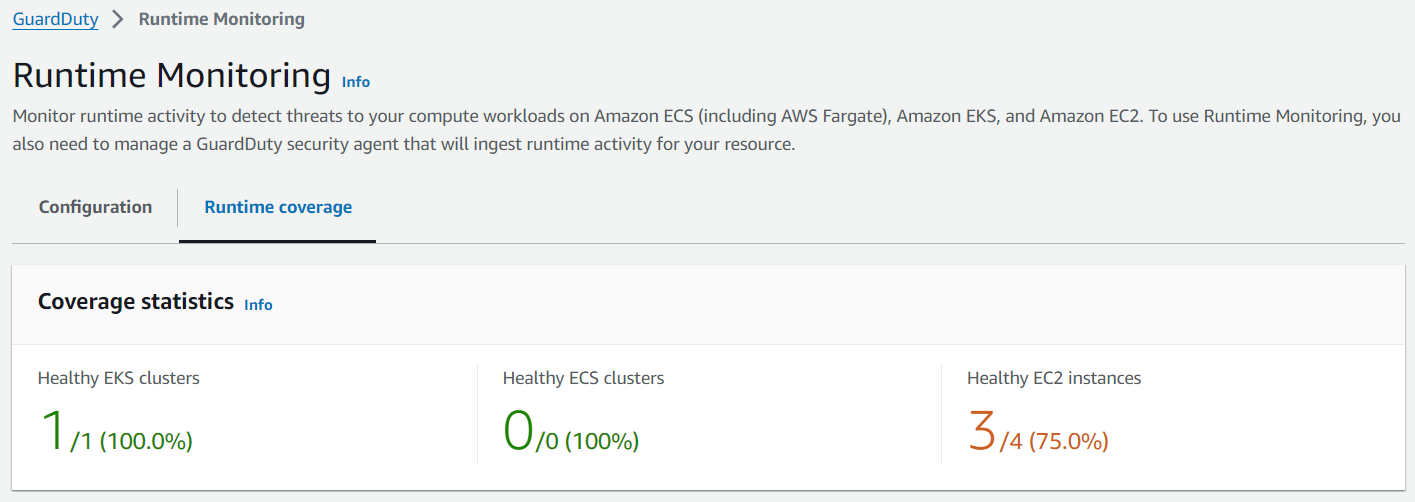 GuardDuty > Runtime Monitoring
Runtime Monitoring Info
Monitor runtime activity to detect threats to your compute workloads on Amazon ECS (including AWS Fargate), Amazon EKS, and Amazon EC2. To use Runtime Monitoring, you
also need to manage a GuardDuty security agent that will ingest runtime activity for your resource.
Configuration Runtime coverage
Coverage statistics Info
Healthy EKS clusters Healthy ECS clusters Healthy EC2 instances
1/1 (100.0%) 0/0 (100%) 3/4 (75.0%)